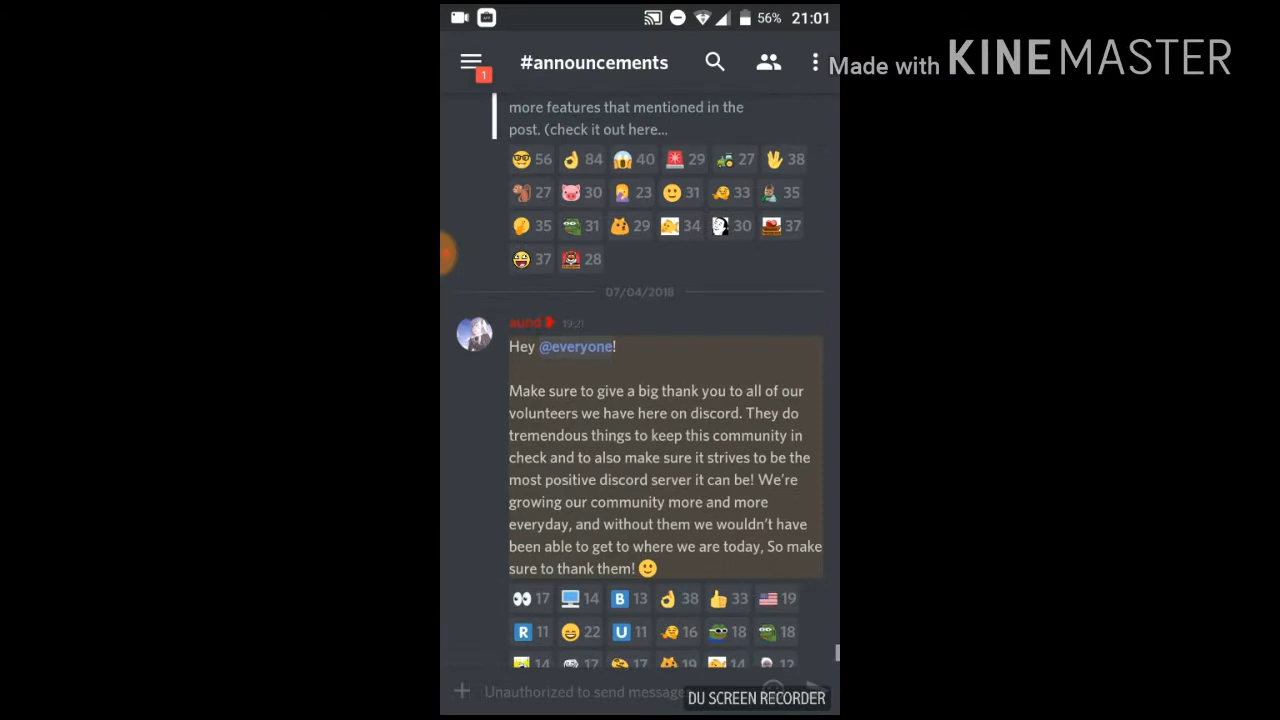 56% 21:01
1
#announcements
Made with KINEMASTER
more features that mentioned in the
post. (check it out here...
56 84 40 29 27 38
27 30 23 31 33 35
35 31 29 34 30 37
37 28
07/04/2018
Hey @everyone!
Make sure to give a big thank you to all of our
volunteers we have here on discord. They do
tremendous things to keep this community in
check and to also make sure it strives to be the
most positive discord server it can be! We're
growing our community more and more
everyday, and without them we wouldn't have
been able to get to where we are today, So make
sure to thank them!
17 14 B 13 38 33 19
R 11 22 U 11 16 18 18
14 17 17 19 14 12
Unauthorized to send message
DU SCREEN RECORDER